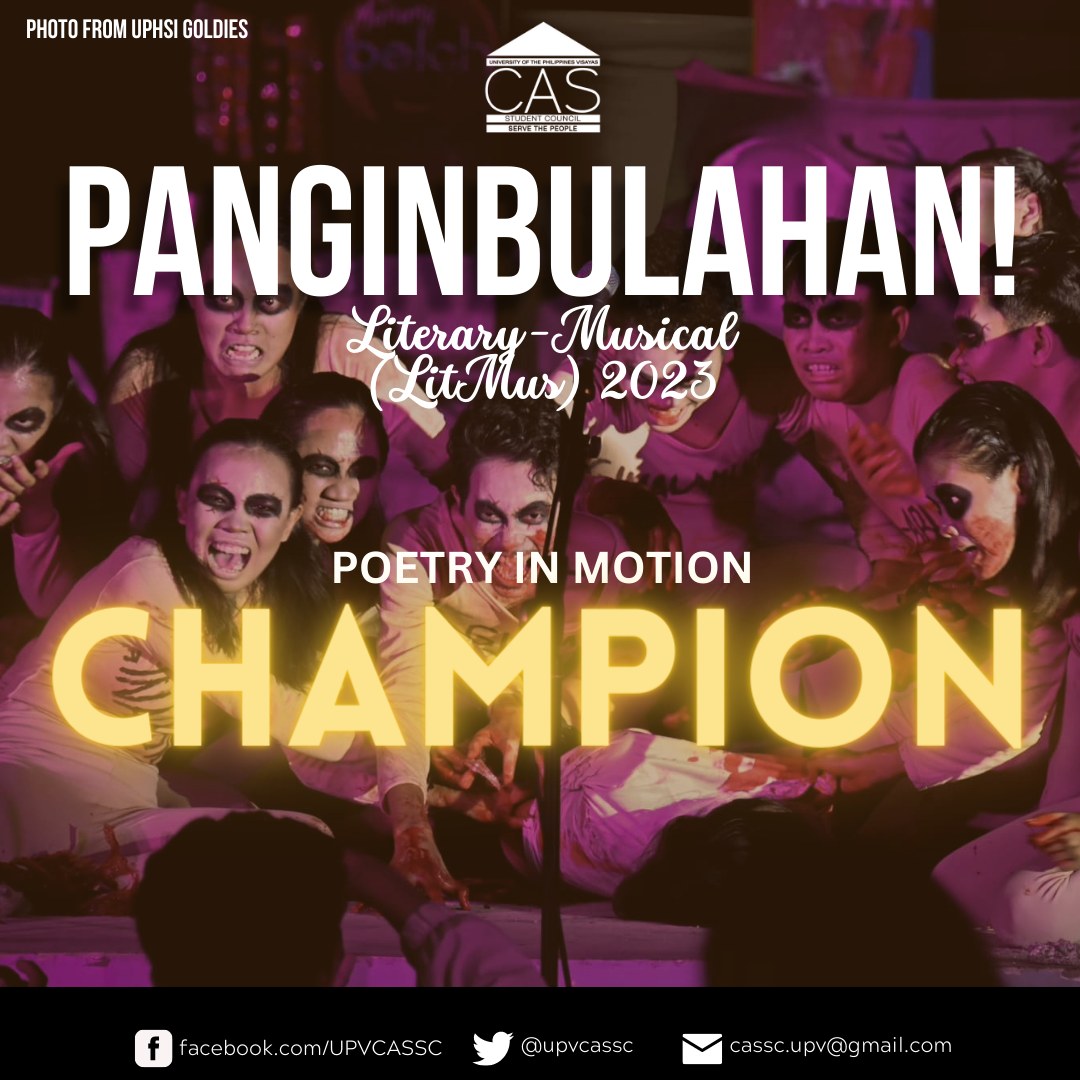 PHOTO FROM UPHSI GOLDIES
UNIVERSITY OF THE PHILIPPINES VISAYAS
CAS
STUDENT COUNCIL
SERVE THE PEOPLE
PANGINBULAHAN!
Literary-Musical
(LitMus) 2023
POETRY IN MOTION
CHAMPION
facebook.com/UPVCASSC
@upvcassc
cassc.upv@gmail.com